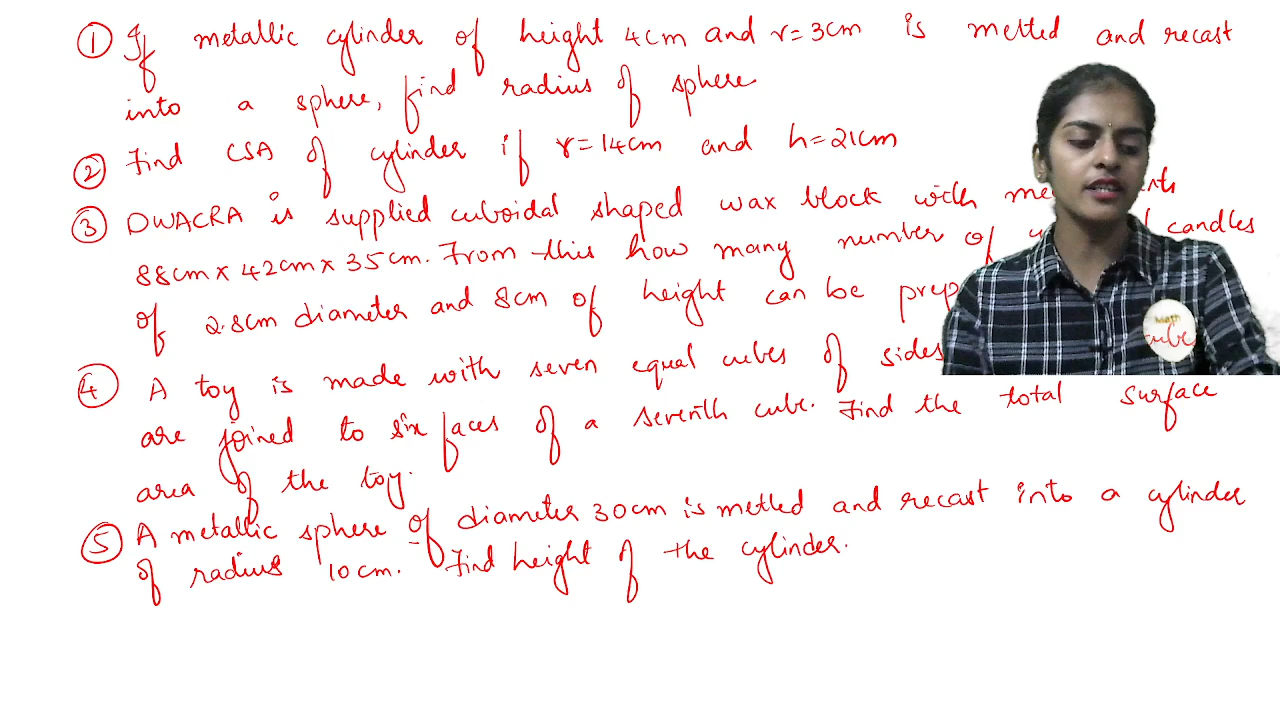 ① If metallic cylinder of height 4cm and r=3cm is melted and recast
into a sphere, find radius of sphere
② Find CSA of cylinder if r=14cm and h=21cm
③ DWACRA is supplied cuboidal shaped wax block with
88cm x 42cm x 35cm. From this how many number of candles
of 2.8cm diameter and 8cm of height can be
④ A toy is made with seven equal cubes of sides
are joined to six faces of a seventh cube. Find the total surface
area of the toy.
⑤ A metallic sphere of diameter 30cm is metled and recast into a cylinder
of radius 10cm. Find height of the cylinder.
Math
cube